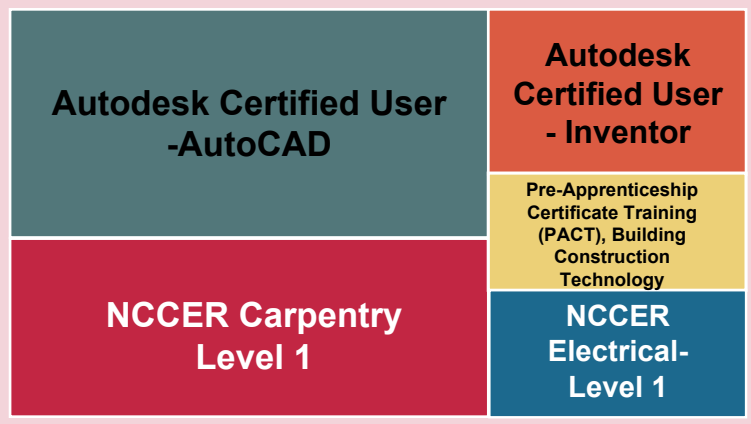 Autodesk Certified User
-AutoCAD
Autodesk
Certified User
- Inventor
Pre-Apprenticeship
Certificate Training
(PACT), Building
Construction
Technology
NCCER Carpentry
Level 1
NCCER
Electrical-
Level 1